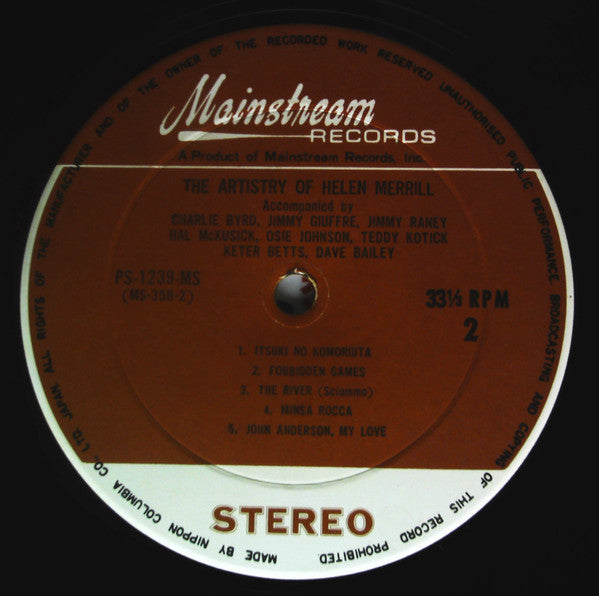 Mainstream
RECORDS
A Product of Mainstream Records, Inc.
THE ARTISTRY OF HELEN MERRILL
Accompanied by
CHARLIE BYRD, JIMMY GIUFFRE, JIMMY RANEY
HAL McKUSICK, OSIE JOHNSON, TEDDY KOTICK
KETER BETTS, DAVE BAILEY
PS-1239-MS
(MS-358-2)
33⅓ RPM
2
1. ITSUKI NO KOMORIUTA
2. FORBIDDEN GAMES
3. THE RIVER (Sciummo)
4. MINSA ROCCA
5. JOHN ANDERSON, MY LOVE
STEREO
MADE BY NIPPON COLUMBIA CO., LTD. JAPAN. ALL RIGHTS OF THE MANUFACTURER AND OF THE OWNER OF THE RECORDED WORK RESERVED UNAUTHORISED PUBLIC PERFORMANCE. BROADCASTING AND COPYING OF THIS RECORD PROHIBITED.